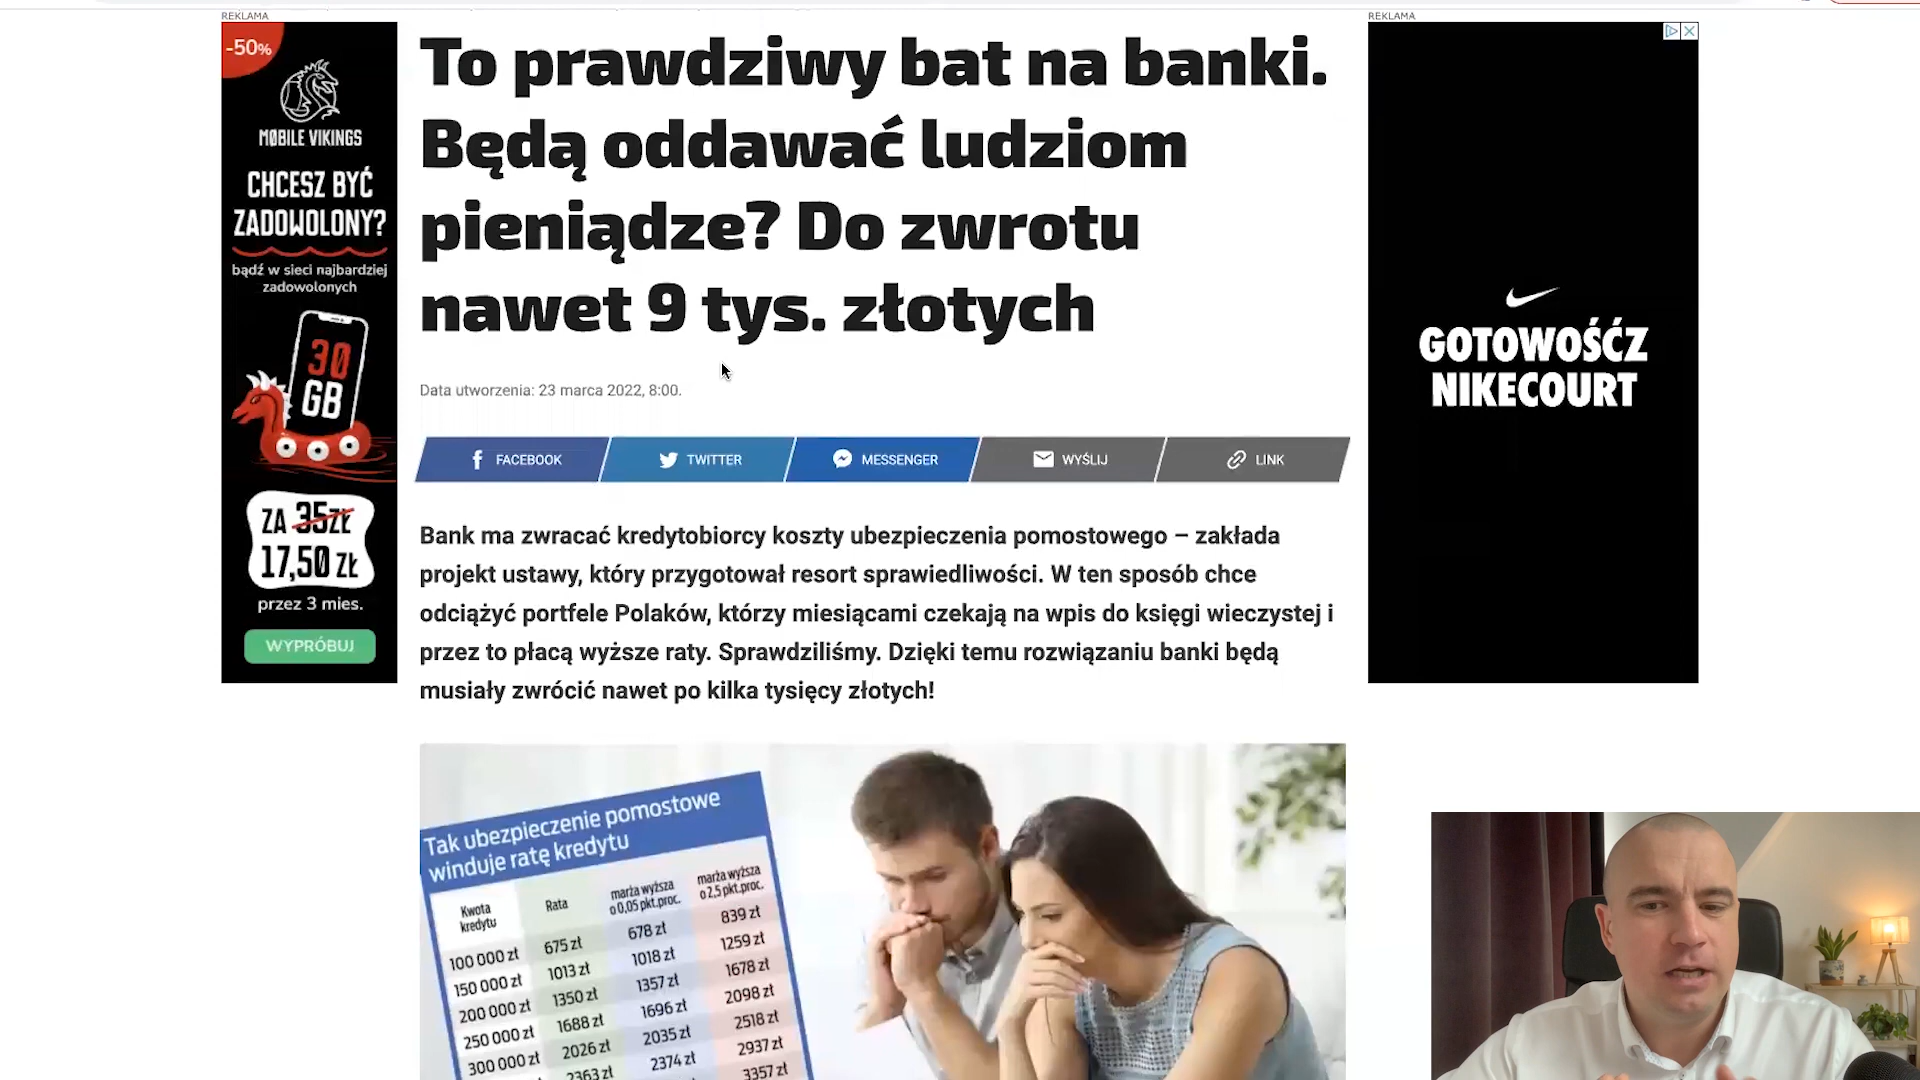 REKLAMA
-50%
MØBILE VIKINGS
CHCESZ BYĆ
ZADOWOLONY?
bądź w sieci najbardziej
zadowolonych
30
GB
ZA 35ZŁ
17,50 ZŁ
przez 3 mies.
WYPRÓBUJ
To prawdziwy bat na banki.
Będą oddawać ludziom
pieniądze? Do zwrotu
nawet 9 tys. złotych
Data utworzenia: 23 marca 2022, 8:00.
FACEBOOK
TWITTER
MESSENGER
WYŚLIJ
LINK
Bank ma zwracać kredytobiorcy koszty ubezpieczenia pomostowego – zakłada
projekt ustawy, który przygotował resort sprawiedliwości. W ten sposób chce
odciążyć portfele Polaków, którzy miesiącami czekają na wpis do księgi wieczystej i
przez to płacą wyższe raty. Sprawdziliśmy. Dzięki temu rozwiązaniu banki będą
musiały zwrócić nawet po kilka tysięcy złotych!
Tak ubezpieczenie pomostowe
winduje ratę kredytu
Kwota kredytu Rata marża wyższa o 0,05 pkt.proc. marża wyższa o 2,5 pkt.proc.
100 000 zł 675 zł 678 zł 839 zł
150 000 zł 1013 zł 1018 zł 1259 zł
200 000 zł 1350 zł 1357 zł 1678 zł
250 000 zł 1688 zł 1696 zł 2098 zł
300 000 zł 2026 zł 2035 zł 2518 zł
2363 zł 2374 zł 2937 zł
3357 zł
REKLAMA
GOTOWOŚĆZ
NIKECOURT